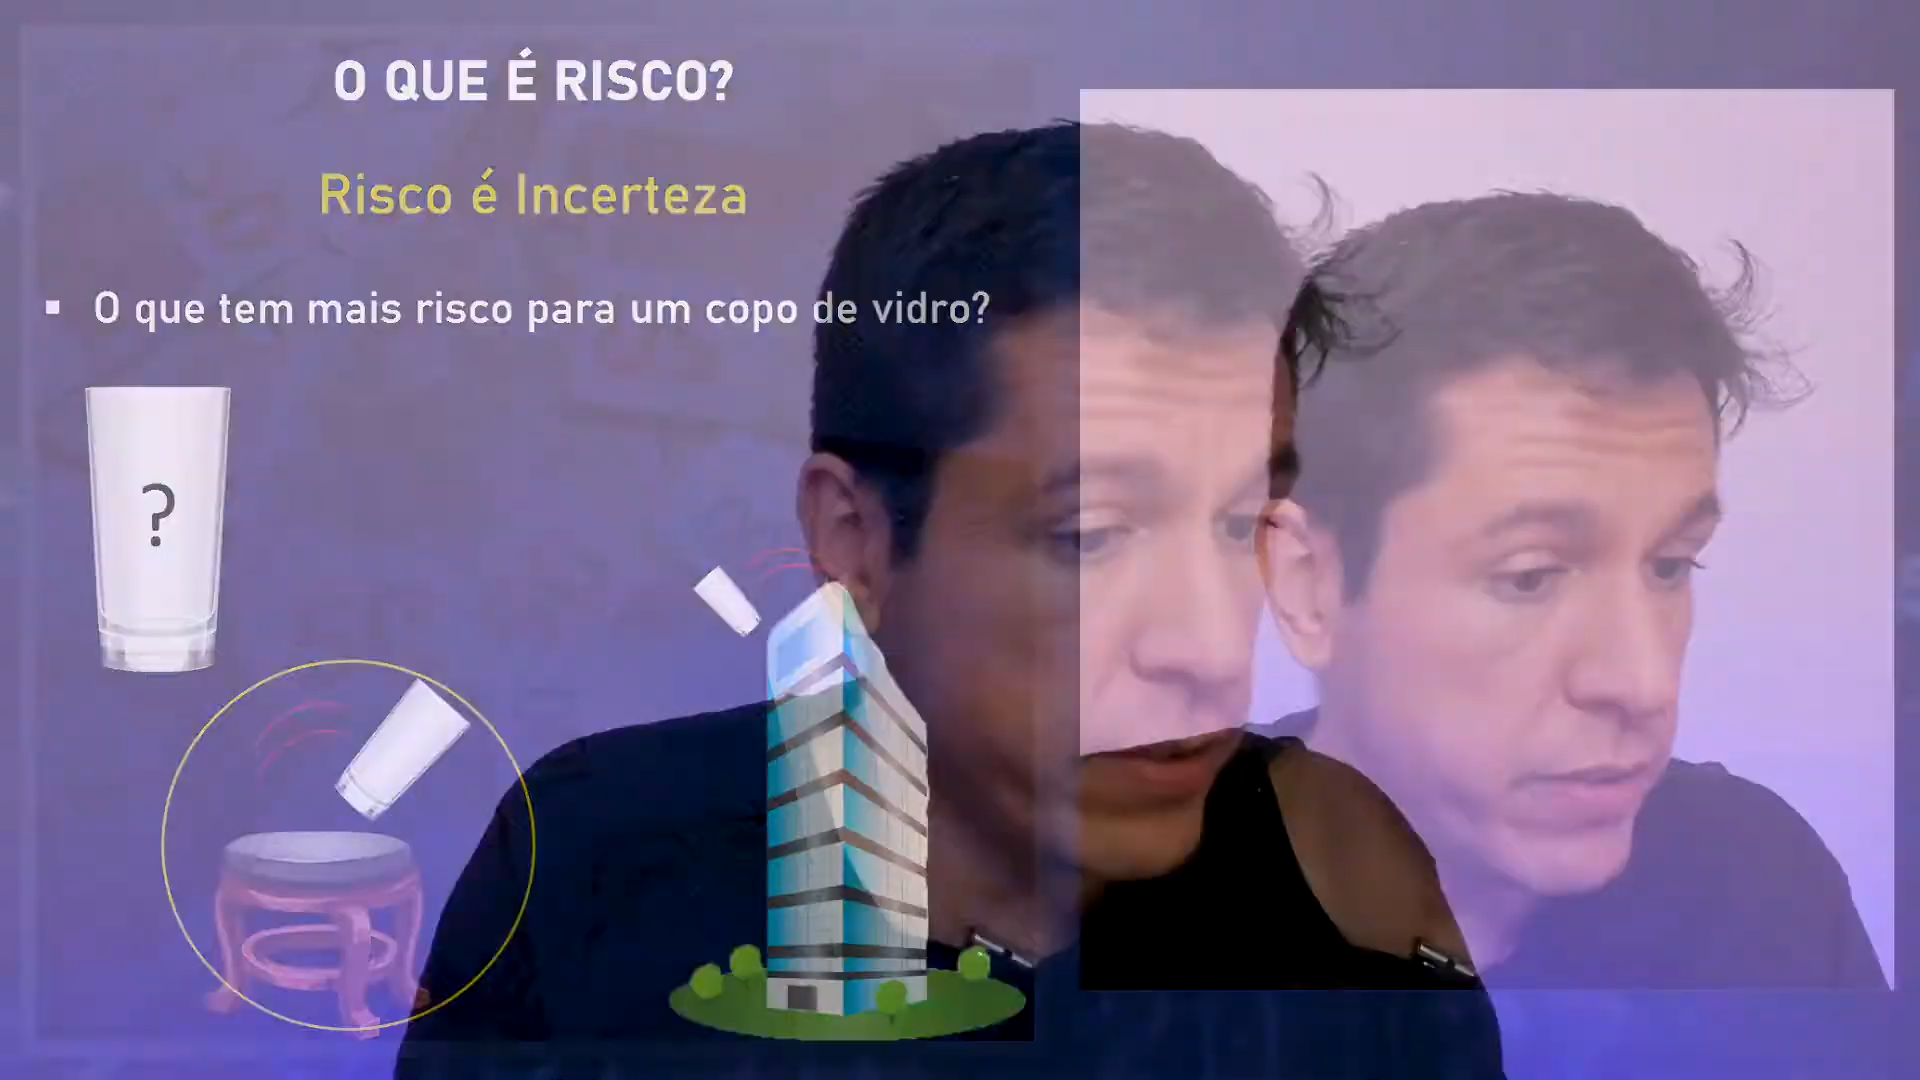 O QUE É RISCO?
Risco é Incerteza
▪ O que tem mais risco para um copo de vidro?
?